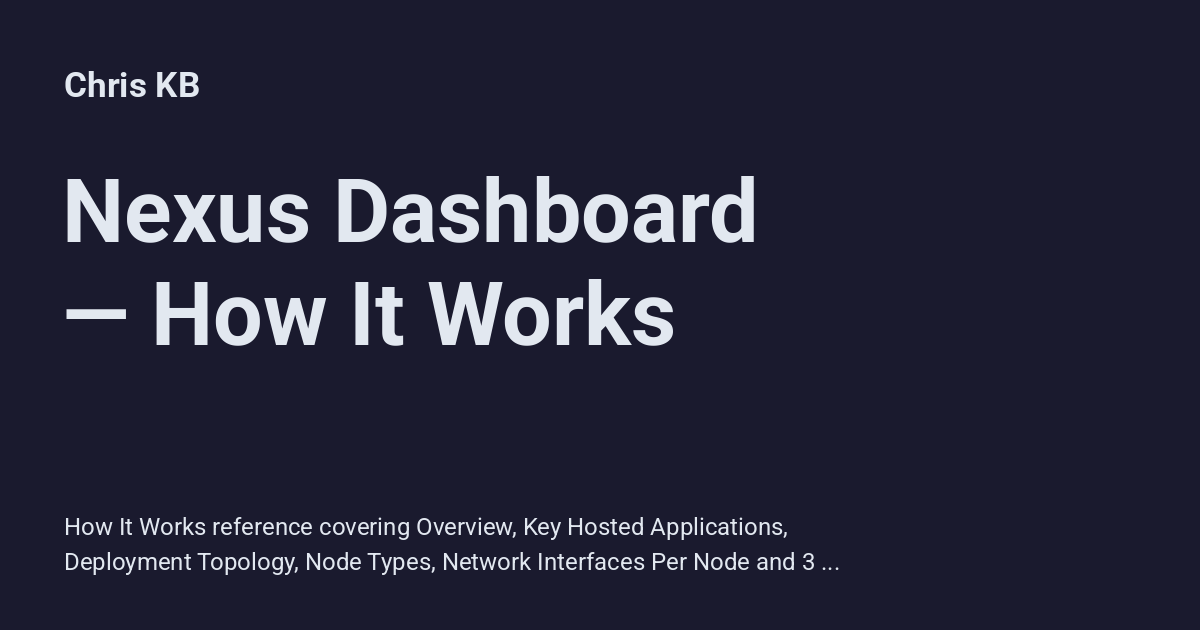 Chris KB
Nexus Dashboard
— How It Works
How It Works reference covering Overview, Key Hosted Applications,
Deployment Topology, Node Types, Network Interfaces Per Node and 3 ...